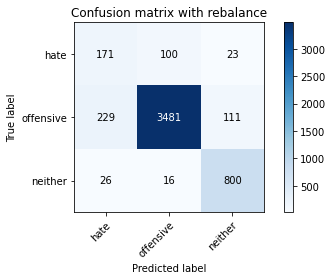 Confusion matrix with rebalance
True label
hate
171 100 23
offensive
229 3481 111
neither
26 16 800
hate
offensive
neither
Predicted label
3000
2500
2000
1500
1000
500